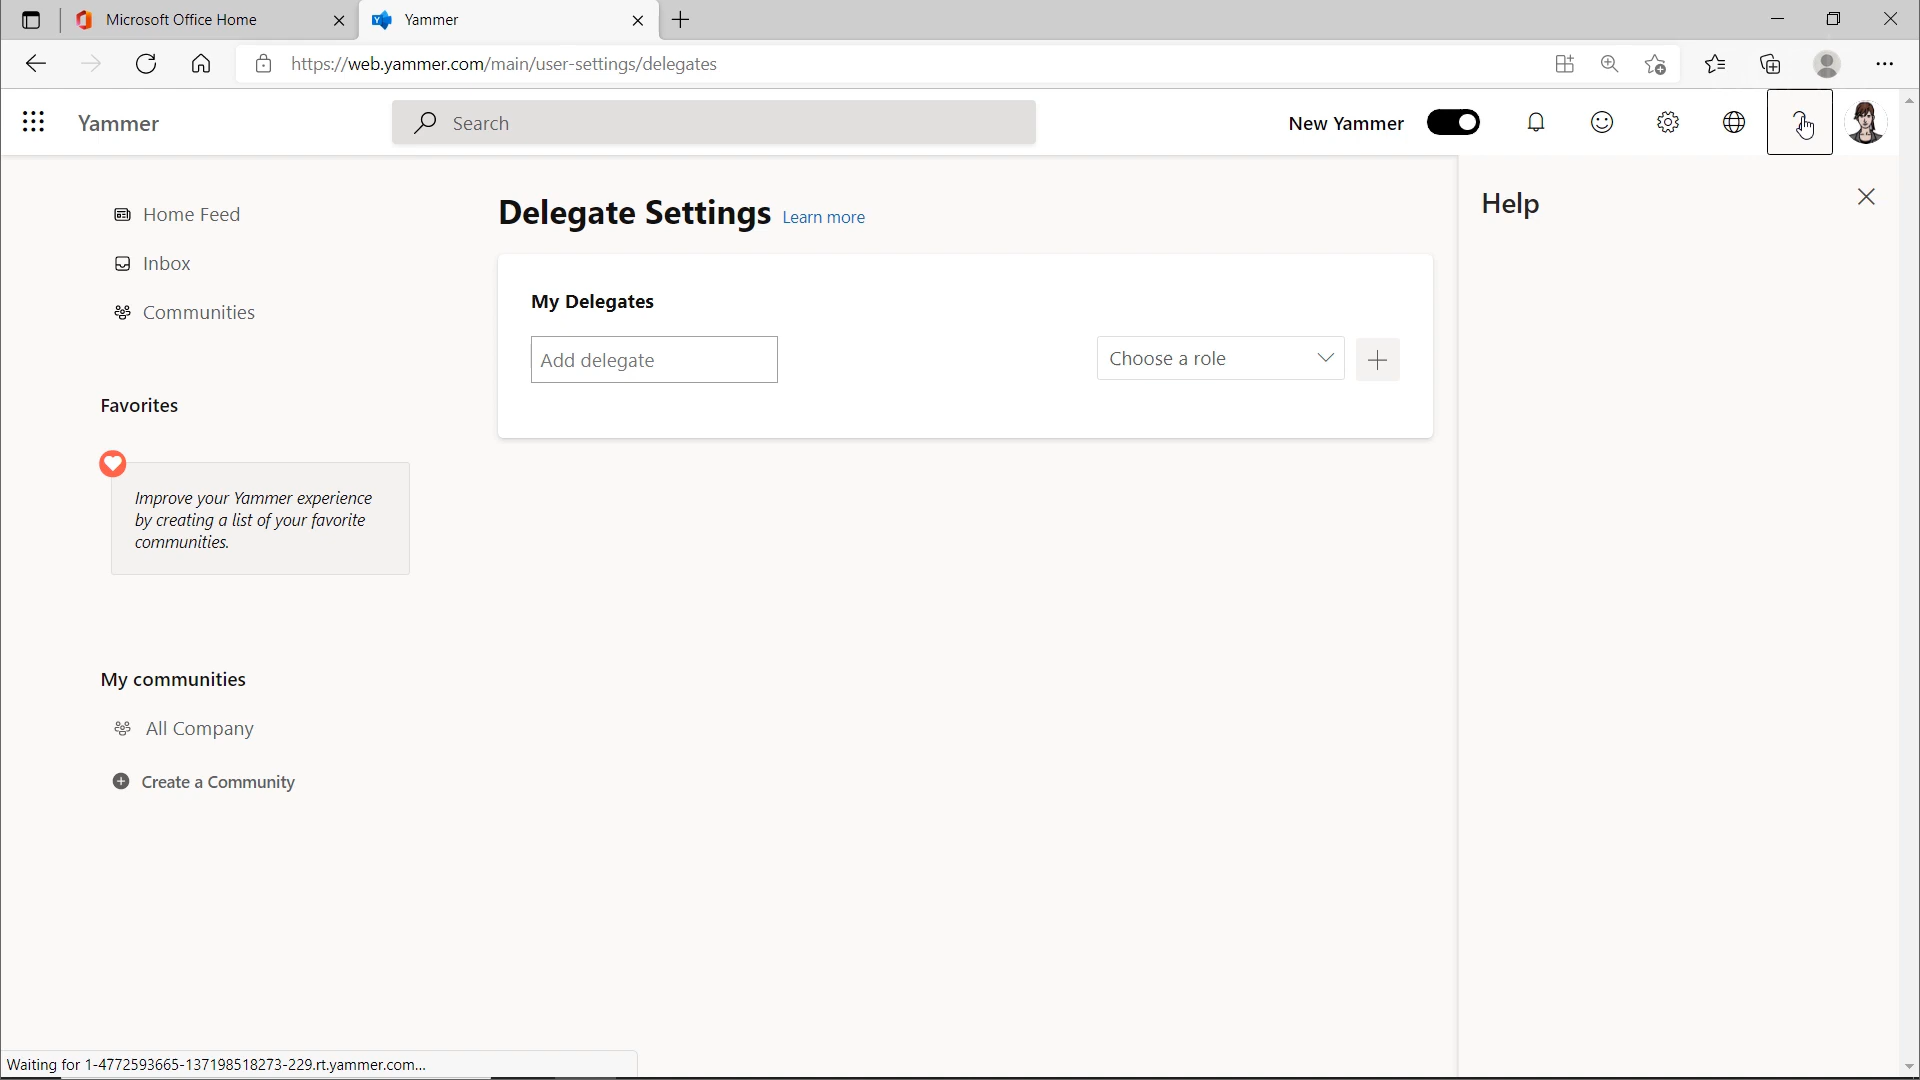 Microsoft Office Home
Yammer
https://web.yammer.com/main/user-settings/delegates
Yammer
Search
New Yammer
?
Home Feed
Inbox
Communities
Favorites
Improve your Yammer experience
by creating a list of your favorite
communities.
My communities
All Company
Create a Community
Delegate Settings Learn more
My Delegates
Add delegate
Choose a role
Help
Waiting for 1-4772593665-137198518273-229.rt.yammer.com...